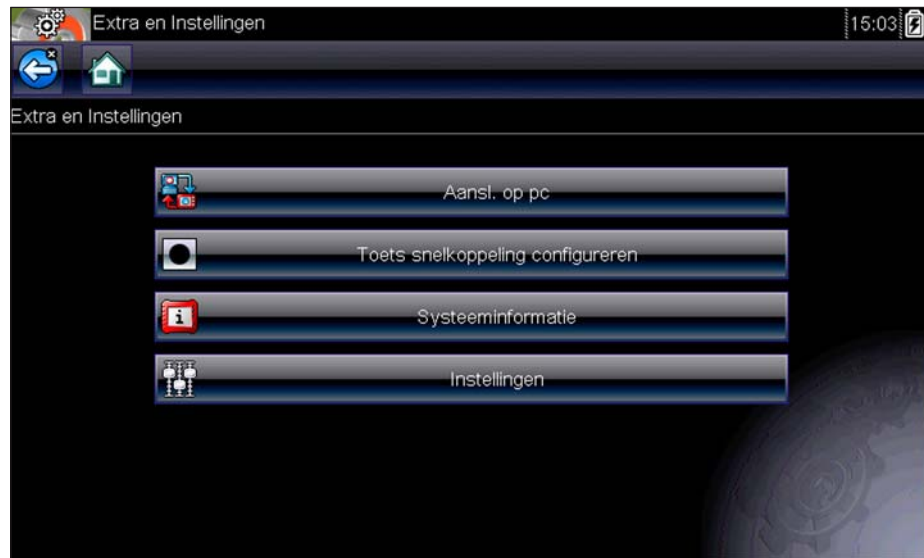 Extra en Instellingen
15:03
Extra en Instellingen
Aansl. op pc
Toets snelkoppeling configureren
Systeeminformatie
Instellingen